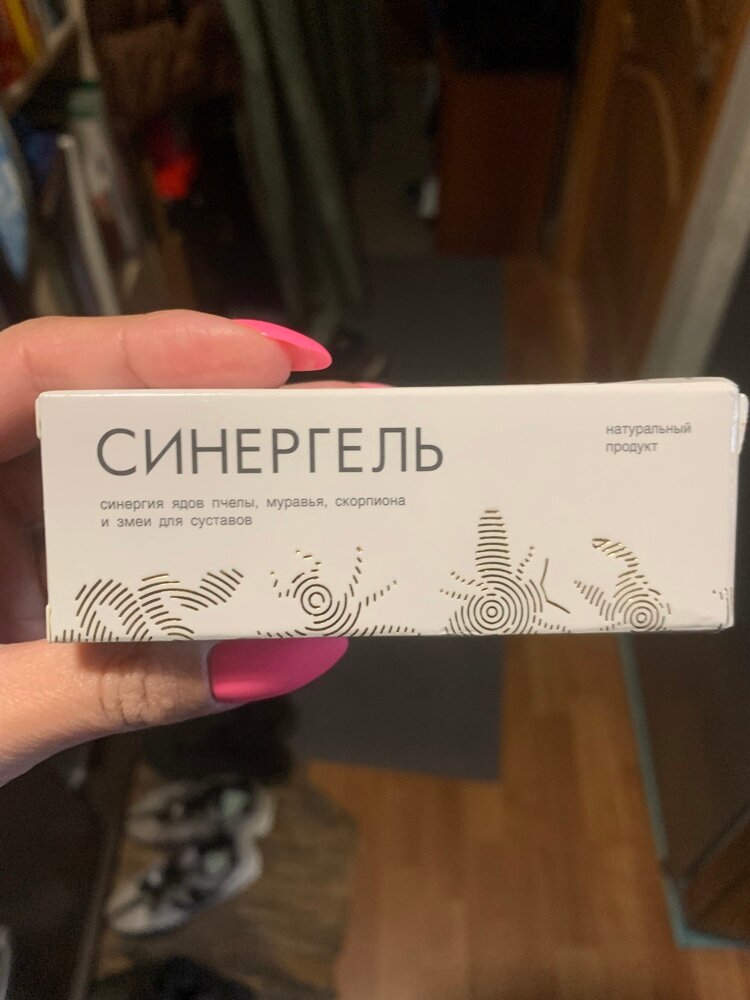 СИНЕРГЕЛЬ
синергия ядов пчелы, муравья, скорпиона
и змеи для суставов
натуральный
продукт